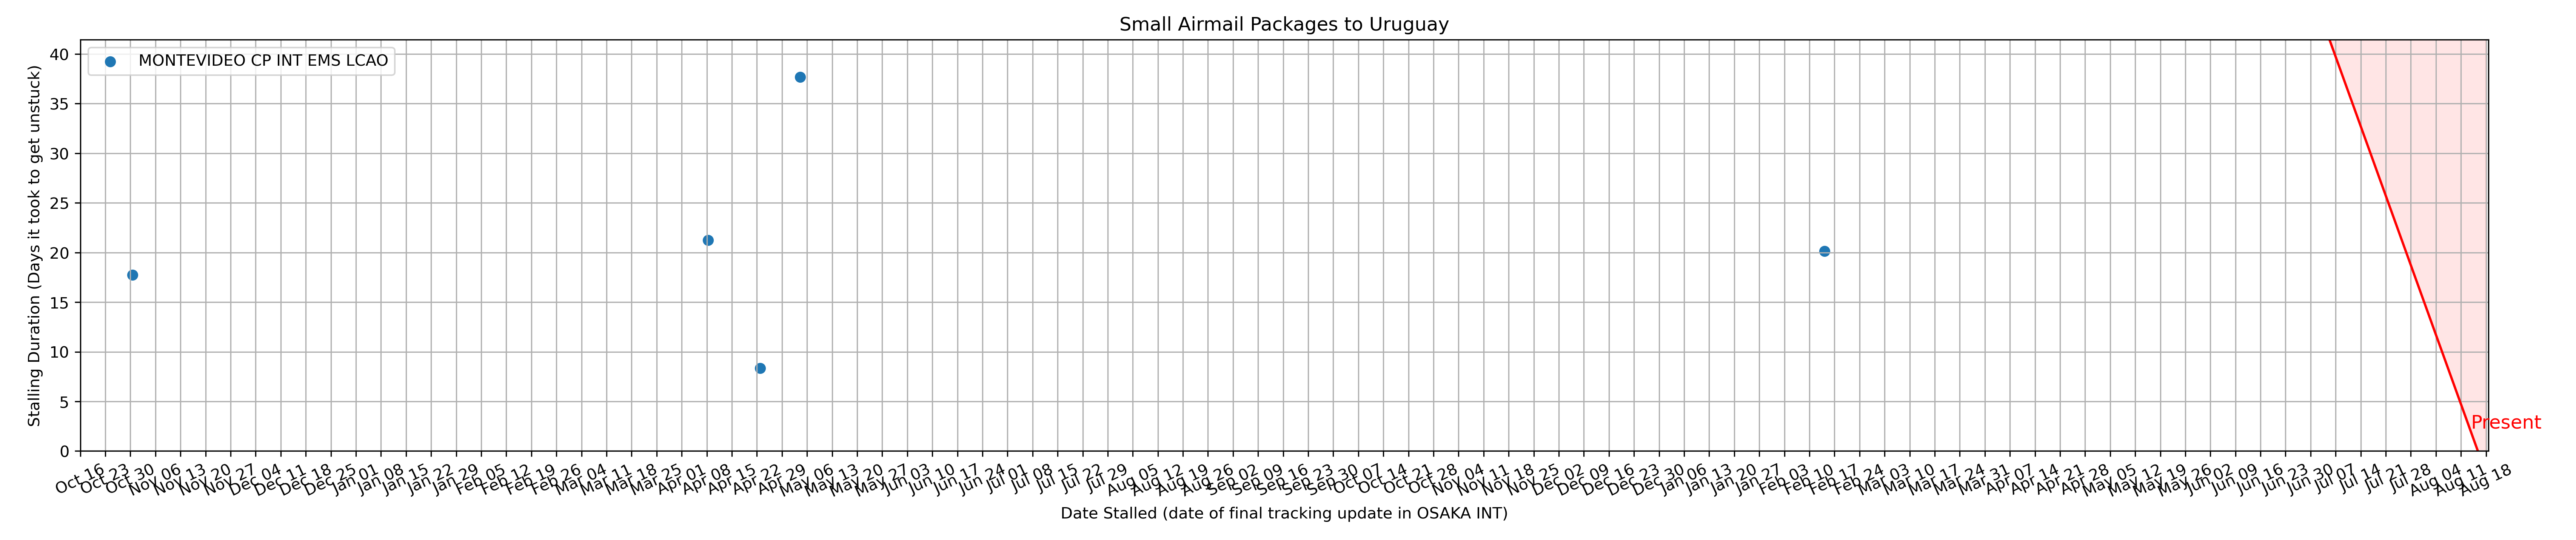 Small Airmail Packages to Uruguay
MONTEVIDEO CP INT EMS LCAO
Stalling Duration (Days it took to get unstuck)
40
35
30
25
20
15
10
5
0
Present
Oct 16 Oct 23 Oct 30 Nov 06 Nov 13 Nov 20 Nov 27 Dec 04 Dec 11 Dec 18 Dec 25 Jan 01 Jan 08 Jan 15 Jan 22 Jan 29 Feb 05 Feb 12 Feb 19 Feb 26 Mar 04 Mar 11 Mar 18 Mar 25 Apr 01 Apr 08 Apr 15 Apr 22 Apr 29 May 06 May 13 May 20 May 27 Jun 03 Jun 10 Jun 17 Jun 24 Jul 01 Jul 08 Jul 15 Jul 22 Jul 29 Aug 05 Aug 12 Aug 19 Aug 26 Sep 02 Sep 09 Sep 16 Sep 23 Sep 30 Oct 07 Oct 14 Oct 21 Oct 28 Nov 04 Nov 11 Nov 18 Nov 25 Dec 02 Dec 09 Dec 16 Dec 23 Dec 30 Jan 06 Jan 13 Jan 20 Jan 27 Feb 03 Feb 10 Feb 17 Feb 24 Mar 03 Mar 10 Mar 17 Mar 24 Mar 31 Apr 07 Apr 14 Apr 21 Apr 28 May 05 May 12 May 19 May 26 Jun 02 Jun 09 Jun 16 Jun 23 Jun 30 Jul 07 Jul 14 Jul 21 Jul 28 Aug 04 Aug 11 Aug 18
Date Stalled (date of final tracking update in OSAKA INT)